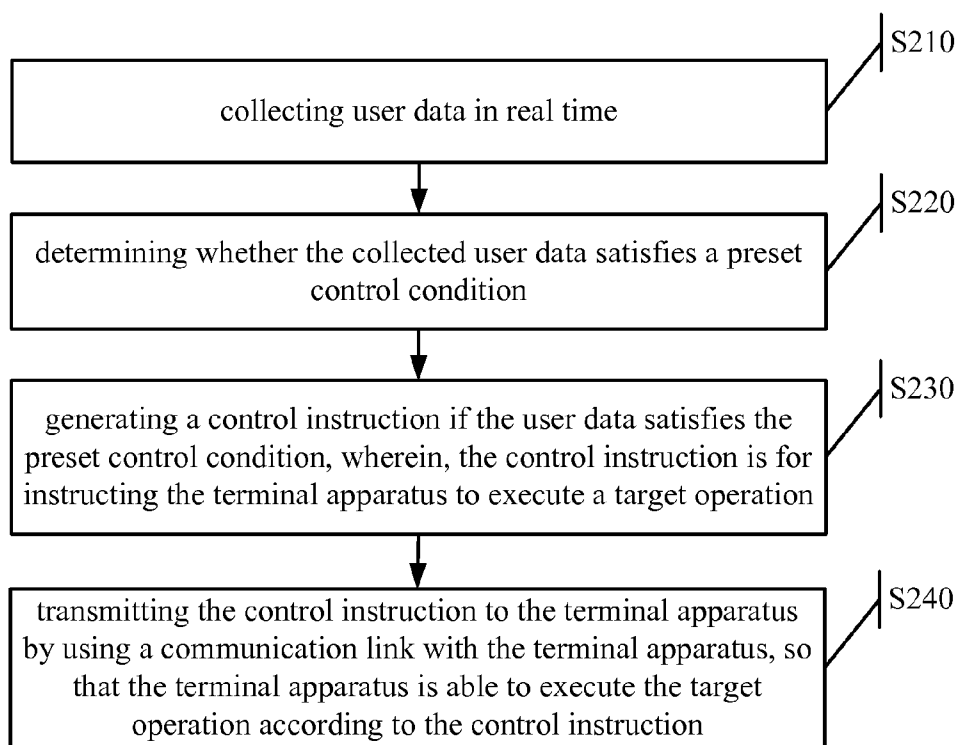 S210
collecting user data in real time
S220
determining whether the collected user data satisfies a preset
control condition
S230
generating a control instruction if the user data satisfies the
preset control condition, wherein, the control instruction is for
instructing the terminal apparatus to execute a target operation
S240
transmitting the control instruction to the terminal apparatus
by using a communication link with the terminal apparatus, so
that the terminal apparatus is able to execute the target
operation according to the control instruction